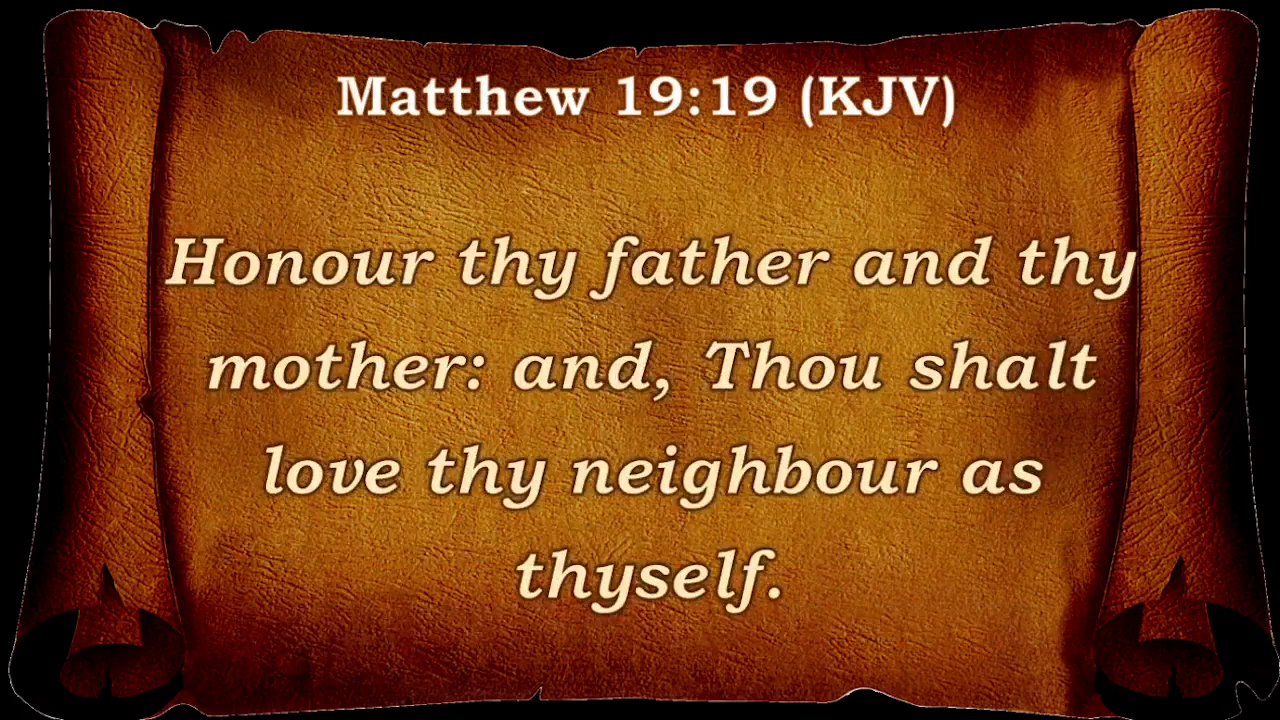 Matthew 19:19 (KJV)
Honour thy father and thy
mother: and, Thou shalt
love thy neighbour as
thyself.